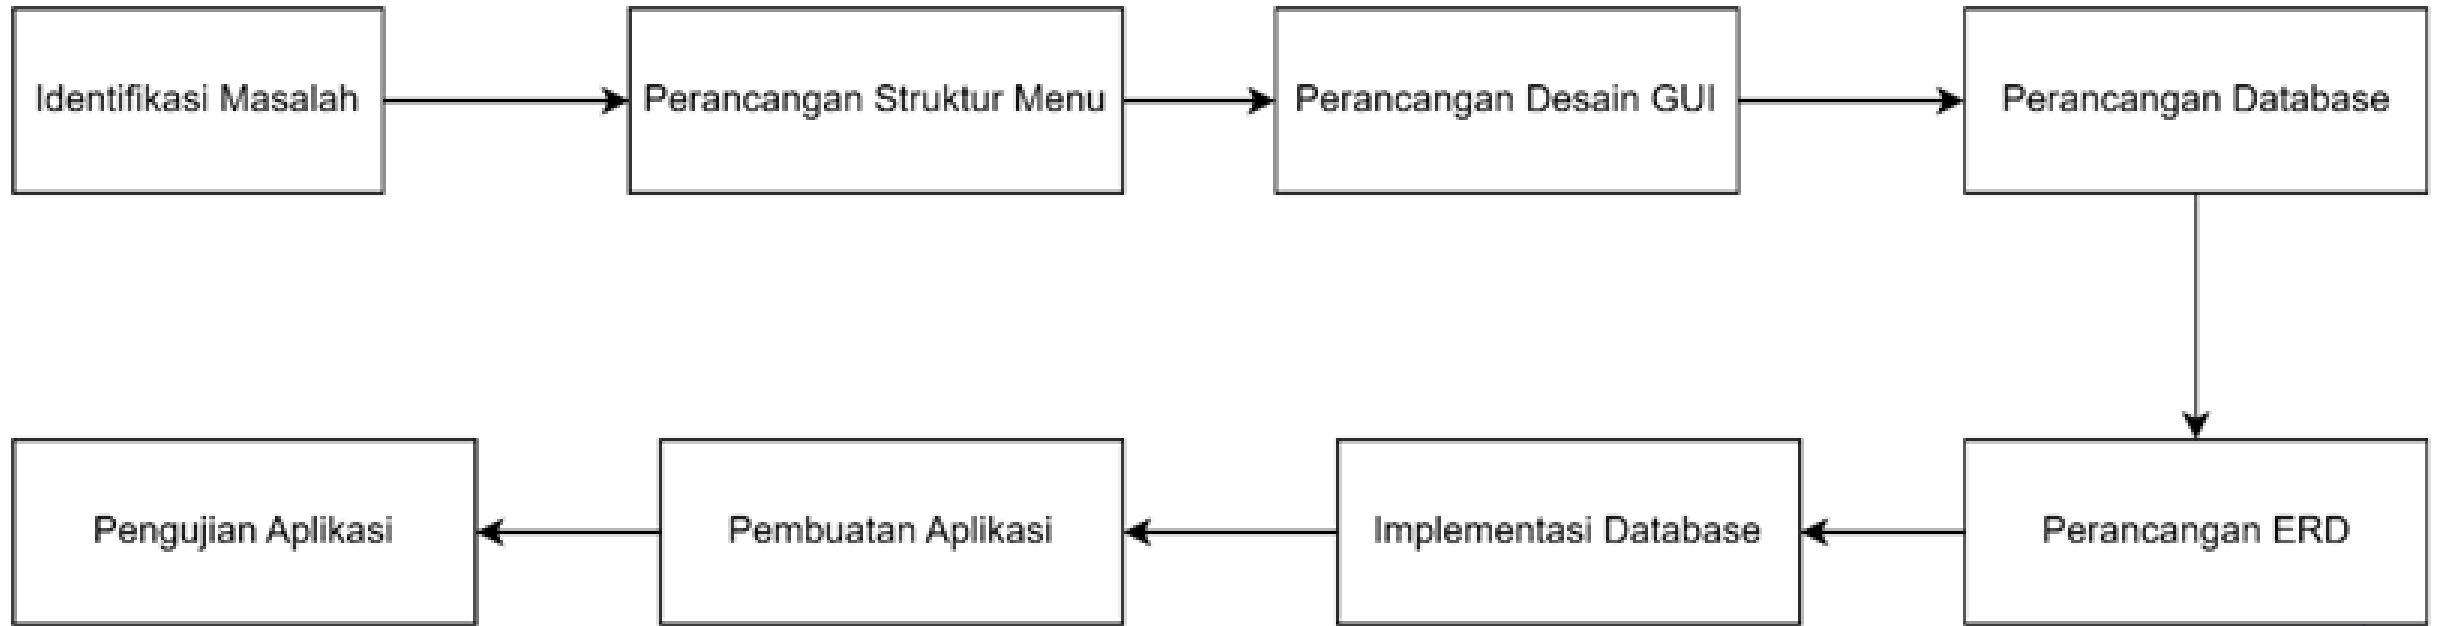 Identifikasi Masalah
Perancangan Struktur Menu
Perancangan Desain GUI
Perancangan Database
Perancangan ERD
Implementasi Database
Pembuatan Aplikasi
Pengujian Aplikasi